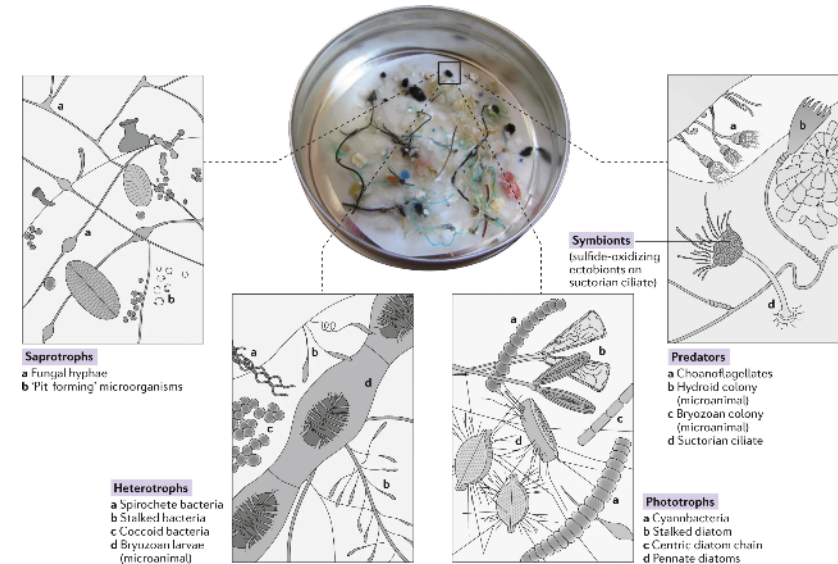 a
a
b
Saprotrophs
a Fungal hyphae
b 'Pit forming' microorganisms
a
b
c
d
b
Heterotrophs
a Spirochete bacteria
b Stalked bacteria
c Coccoid bacteria
d Bryozoan larvae
(microanimal)
a
b
c
d
a
Phototrophs
a Cyannbacteria
b Stalked diatom
c Centric diatom chain
d Pennate diatoms
Symbionts
(sulfide-oxidizing
ectobionts on
suctorian ciliate)
a
b
d
Predators
a Choanoflagellates
b Hydroid colony
(microanimal)
c Bryozoan colony
(microanimal)
d Suctorian ciliate